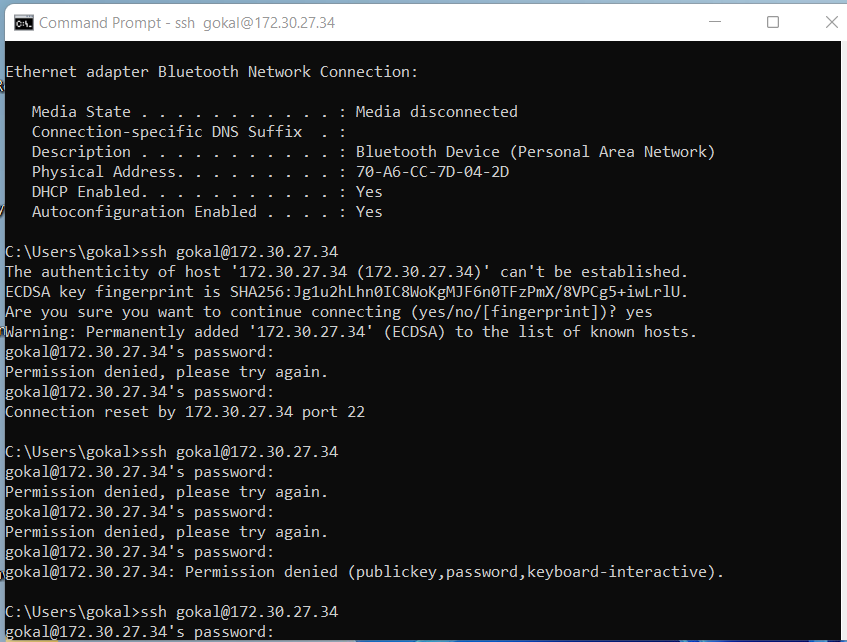 Command Prompt - ssh  gokal@172.30.27.34
Ethernet adapter Bluetooth Network Connection:
Media State . . . . . . . . . . . : Media disconnected
Connection-specific DNS Suffix  . :
Description . . . . . . . . . . . : Bluetooth Device (Personal Area Network)
Physical Address. . . . . . . . . : 70-A6-CC-7D-04-2D
DHCP Enabled. . . . . . . . . . . : Yes
Autoconfiguration Enabled . . . . : Yes
C:\Users\gokal>ssh gokal@172.30.27.34
The authenticity of host '172.30.27.34 (172.30.27.34)' can't be established.
ECDSA key fingerprint is SHA256:Jg1u2hLhn0IC8WoKgMJF6n0TFzPmX/8VPCg5+iwLrlU.
Are you sure you want to continue connecting (yes/no/[fingerprint])? yes
Warning: Permanently added '172.30.27.34' (ECDSA) to the list of known hosts.
gokal@172.30.27.34's password:
Permission denied, please try again.
gokal@172.30.27.34's password:
Connection reset by 172.30.27.34 port 22
C:\Users\gokal>ssh gokal@172.30.27.34
gokal@172.30.27.34's password:
Permission denied, please try again.
gokal@172.30.27.34's password:
Permission denied, please try again.
gokal@172.30.27.34's password:
gokal@172.30.27.34: Permission denied (publickey,password,keyboard-interactive).
C:\Users\gokal>ssh gokal@172.30.27.34
gokal@172.30.27.34's password: